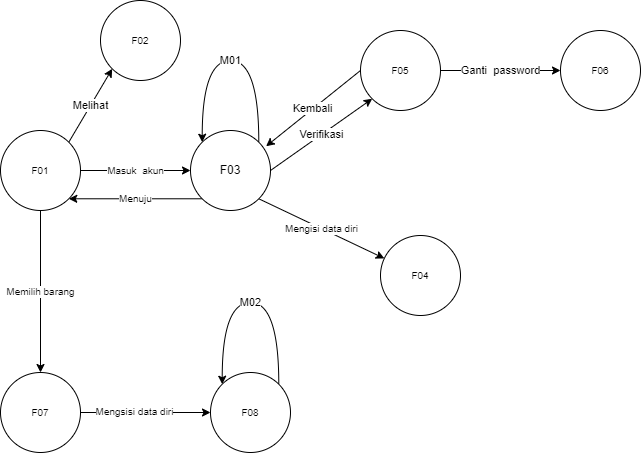 F02
M01
F05
Ganti password
F06
Melihat
Kembali
Verifikasi
F01
Masuk akun
F03
Menuju
Mengisi data diri
F04
Memilih barang
M02
F07
Mengsisi data diri
F08